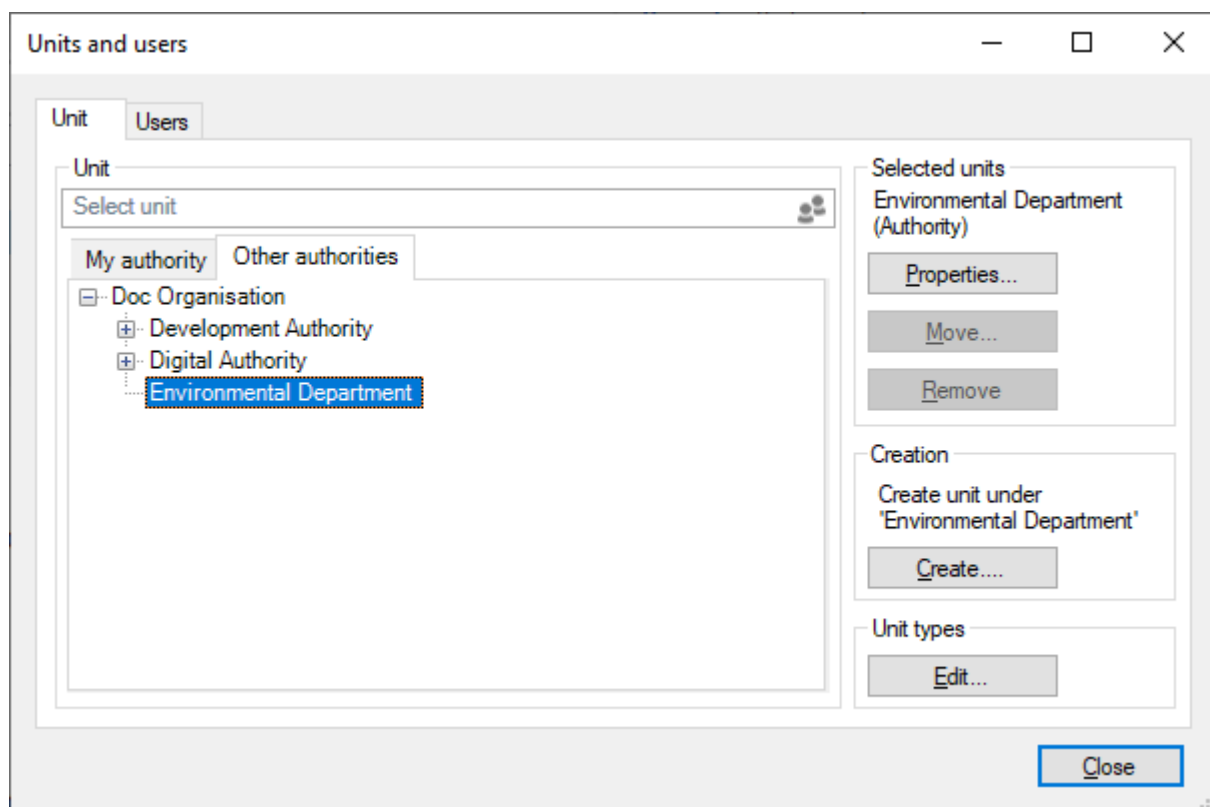 Units and users
Unit
Users
Unit
Select unit
My authority
Other authorities
Doc Organisation
Development Authority
Digital Authority
Environmental Department
Selected units
Environmental Department
(Authority)
Properties...
Move...
Remove
Creation
Create unit under
'Environmental Department'
Create....
Unit types
Edit...
Close